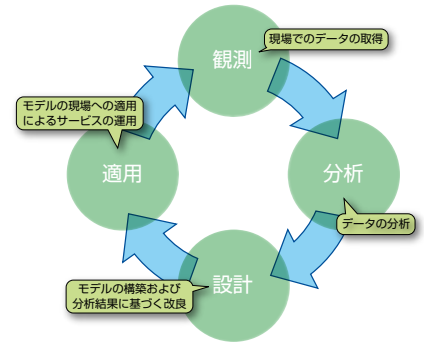 観測
現場でのデータの取得
モデルの現場への適用
によるサービスの運用
適用
分析
データの分析
設計
モデルの構築および
分析結果に基づく改良